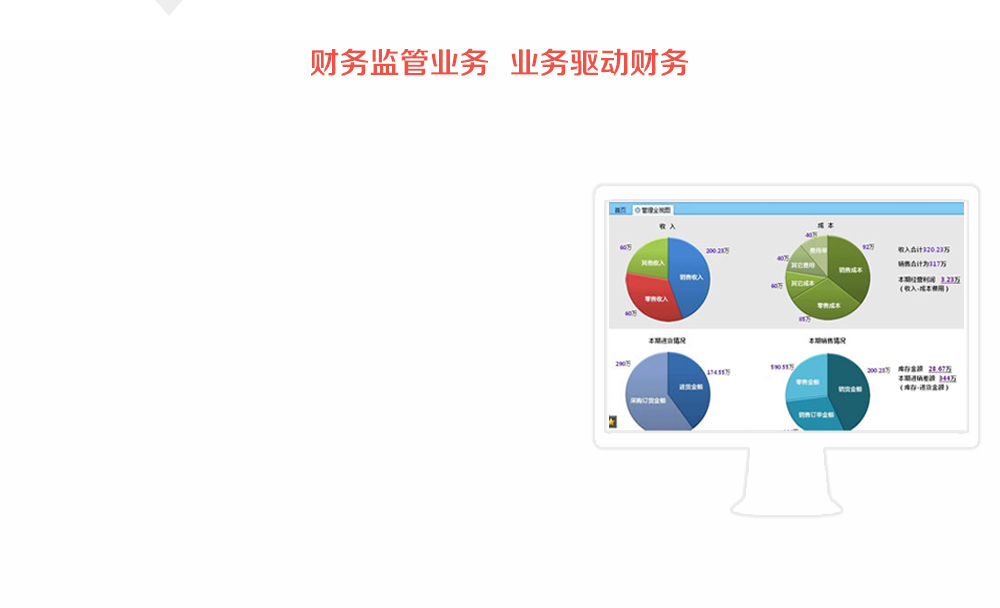 财务监管业务 业务驱动财务
首页 管理全视图
收 入
60万
200.23万
其他收入
销售收入
零售收入
60万
成 本
40万
92万
费用单
40万
其它费用
销售成本
60万
其它成本
零售成本
85万
收入合计320.23万
销售合计为317万
本期经营利润 3.23万
(收入-成本费用)
本期进货情况
290万
174.55万
进货金额
采购订货金额
本期销售情况
590.55万
200.23万
零售金额
销货金额
销售订单金额
库存金额 28.67万
本期进销差额 344万
(库存-进货金额)